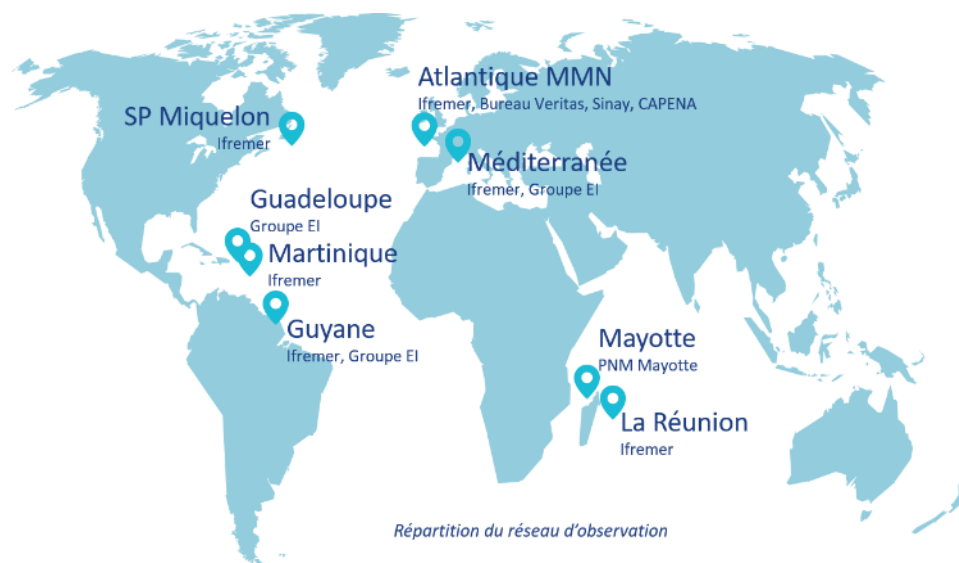 Atlantique MMN
Ifremer, Bureau Veritas, Sinay, CAPENA
SP Miquelon
Ifremer
Méditerranée
Ifremer, Groupe EI
Guadeloupe
Groupe EI
Martinique
Ifremer
Guyane
Ifremer, Groupe EI
Mayotte
PNM Mayotte
La Réunion
Ifremer
Répartition du réseau d'observation